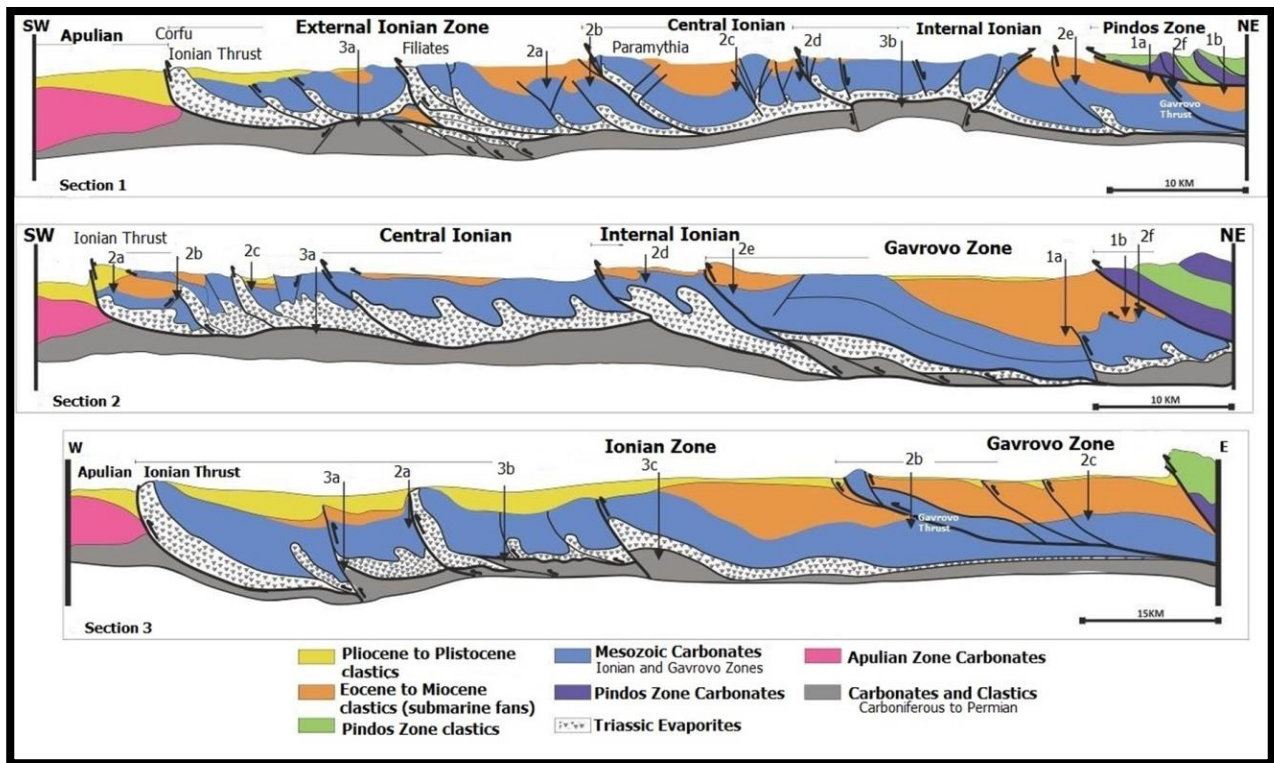 SW
Apulian
Corfu
Ionian Thrust
External Ionian Zone
3a
Filiates
2a
2b
Paramythia
Central Ionian
2c
2d
3b
Internal Ionian
2e
Pindos Zone
1a
2f
1b
NE
Gavrovo
Thrust
Section 1
10 KM
SW
Ionian Thrust
2a
2b
2c
3a
Central Ionian
Internal Ionian
2d
2e
Gavrovo Zone
1a
1b
2f
NE
Section 2
10 KM
W
Apulian
Ionian Thrust
3a
2a
3b
Ionian Zone
3c
Gavrovo Zone
2b
2c
E
Gavrovo
Thrust
Section 3
15KM
Pliocene to Plistocene
clastics
Eocene to Miocene
clastics (submarine fans)
Pindos Zone clastics
Mesozoic Carbonates
Ionian and Gavrovo Zones
Pindos Zone Carbonates
Triassic Evaporites
Apulian Zone Carbonates
Carbonates and Clastics
Carboniferous to Permian